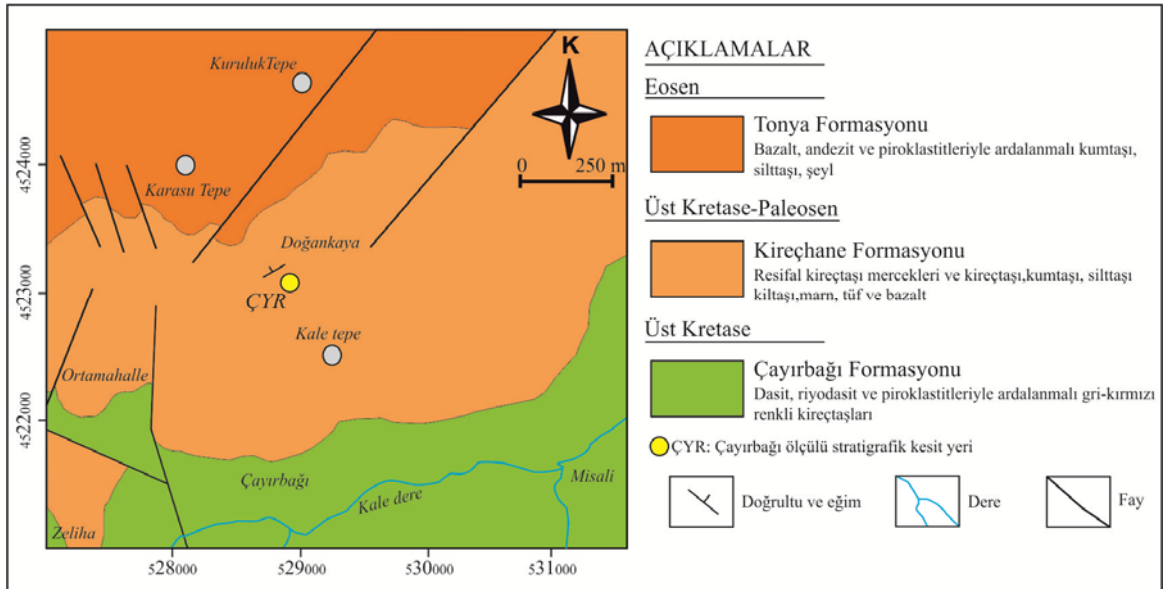 KurulukTepe
K
0 250 m
Karasu Tepe
Doğankaya
ÇYR
Kale tepe
Ortamahalle
Çayırbağı
Misali
Kale dere
Zeliha
4524000
4523000
4522000
528000
529000
530000
531000
AÇIKLAMALAR
Eosen
Tonya Formasyonu
Bazalt, andezit ve piroklastitleriyle ardalanmalı kumtaşı,
silttaşı, şeyl
Üst Kretase-Paleosen
Kireçhane Formasyonu
Resifal kireçtaşı mercekleri ve kireçtaşı,kumtaşı, silttaşı
kiltaşı,marn, tüf ve bazalt
Üst Kretase
Çayırbağı Formasyonu
Dasit, riyodasit ve piroklastitleriyle ardalanmalı gri-kırmızı
renkli kireçtaşları
ÇYR: Çayırbağı ölçülü stratigrafik kesit yeri
Doğrultu ve eğim
Dere
Fay